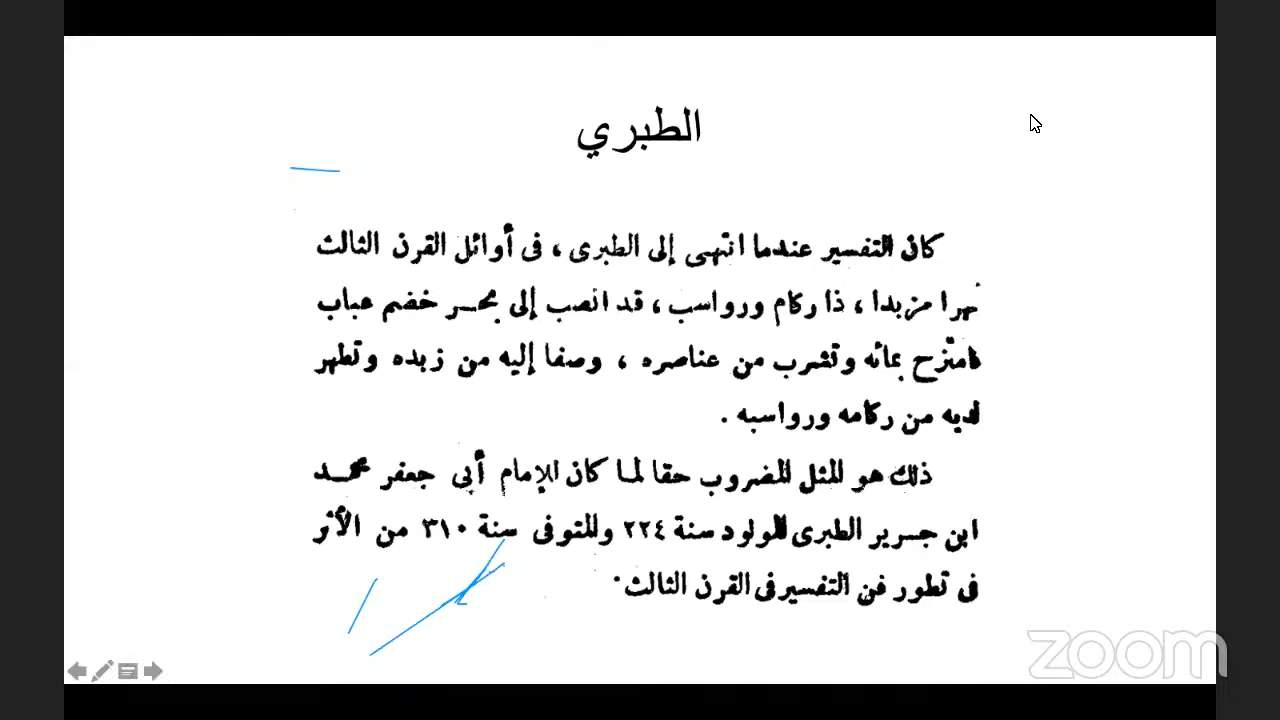 الطبري
كان التفسير عندما انتهى إلى الطبرى ، فى أوائل القرن الثالث
نهرا مزبدا ، ذا ركام ورواسب ، قد انصب إلى بحر خضم عباب
فامتزج بمائه وتشرب من عناصره ، وصفا إليه من زبده وتطهر
لديه من ركامه ورواسبه .
ذلك هو المثل المضروب حقا لما كان الإمام أبى جعفر محمد
ابن جرير الطبرى المولود سنة ٢٢٤ والمتوفى سنة ٣١٠ من الأثر
فى تطور فن التفسير فى القرن الثالث .
zoom